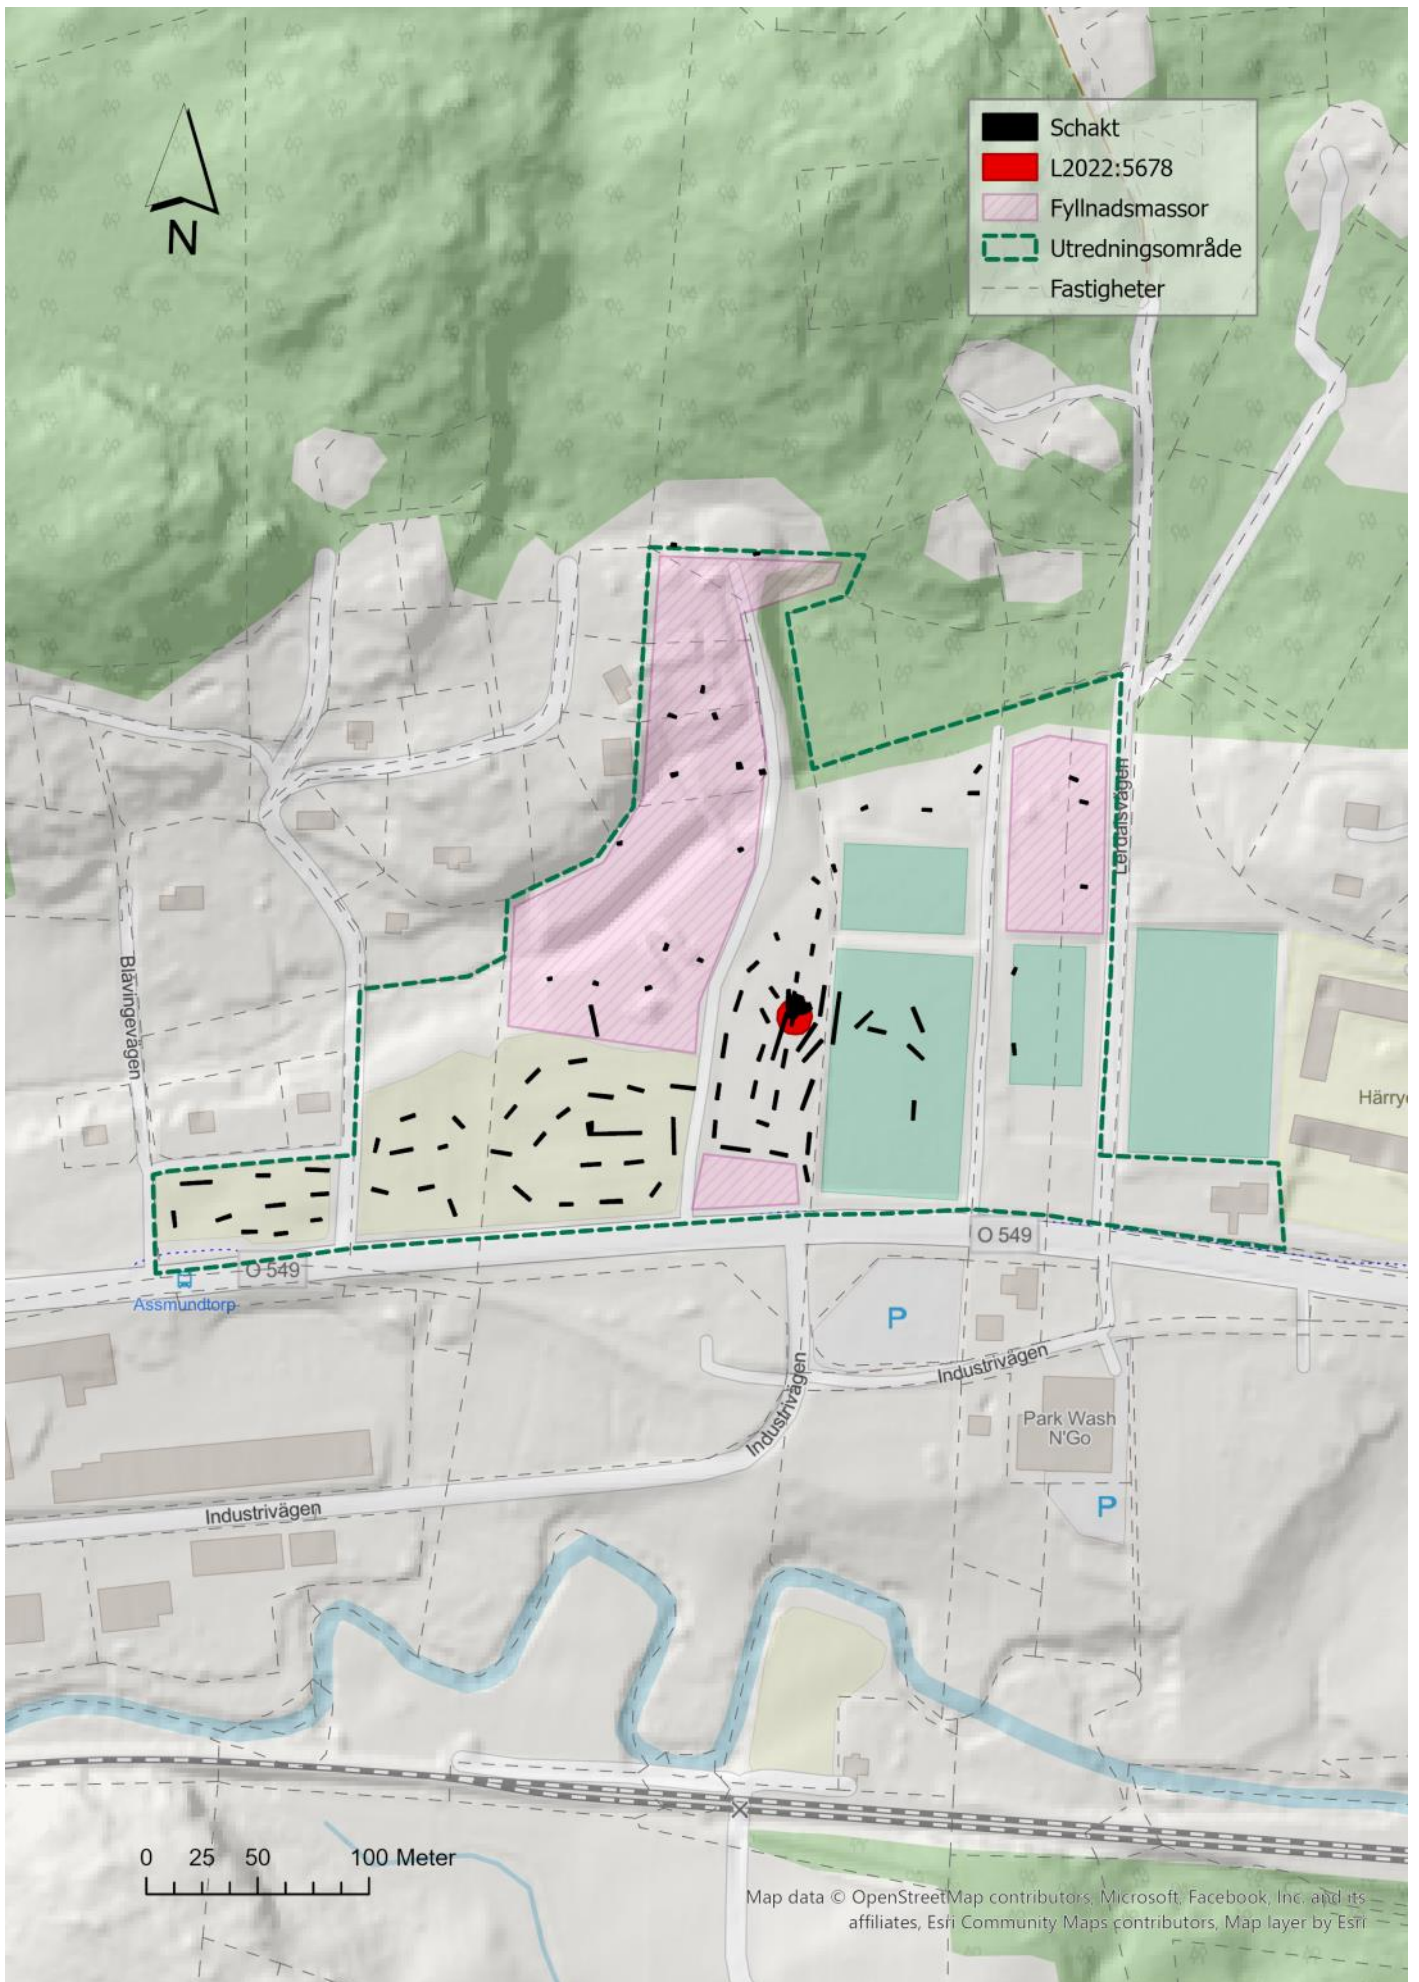 Schakt
L2022:5678
Fyllnadsmassor
Utredningsområde
Fastigheter
N
Lerdalsvägen
Blåvingevägen
Härry
O 549
O 549
Assmundtorp
P
Industrivägen
Industrivägen
Park Wash
N'Go
P
Industrivägen
0 25 50 100 Meter
Map data © OpenStreetMap contributors, Microsoft, Facebook, Inc. and its
affiliates, Esri Community Maps contributors, Map layer by Esri